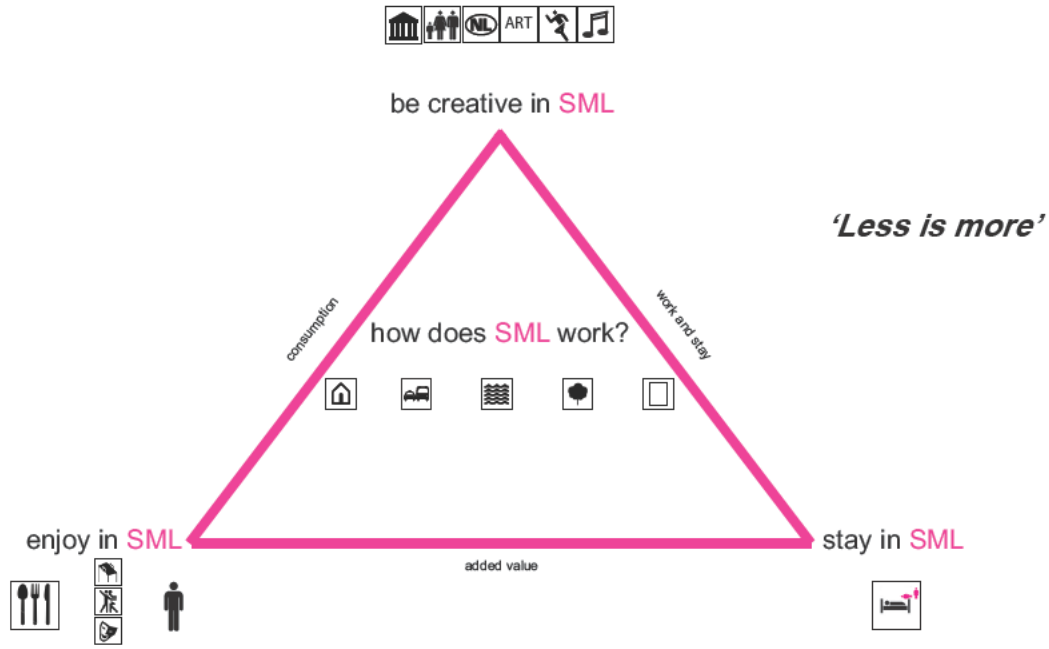 NL ART
be creative in SML
'Less is more'
consumption
work and stay
how does SML work?
enjoy in SML
stay in SML
added value